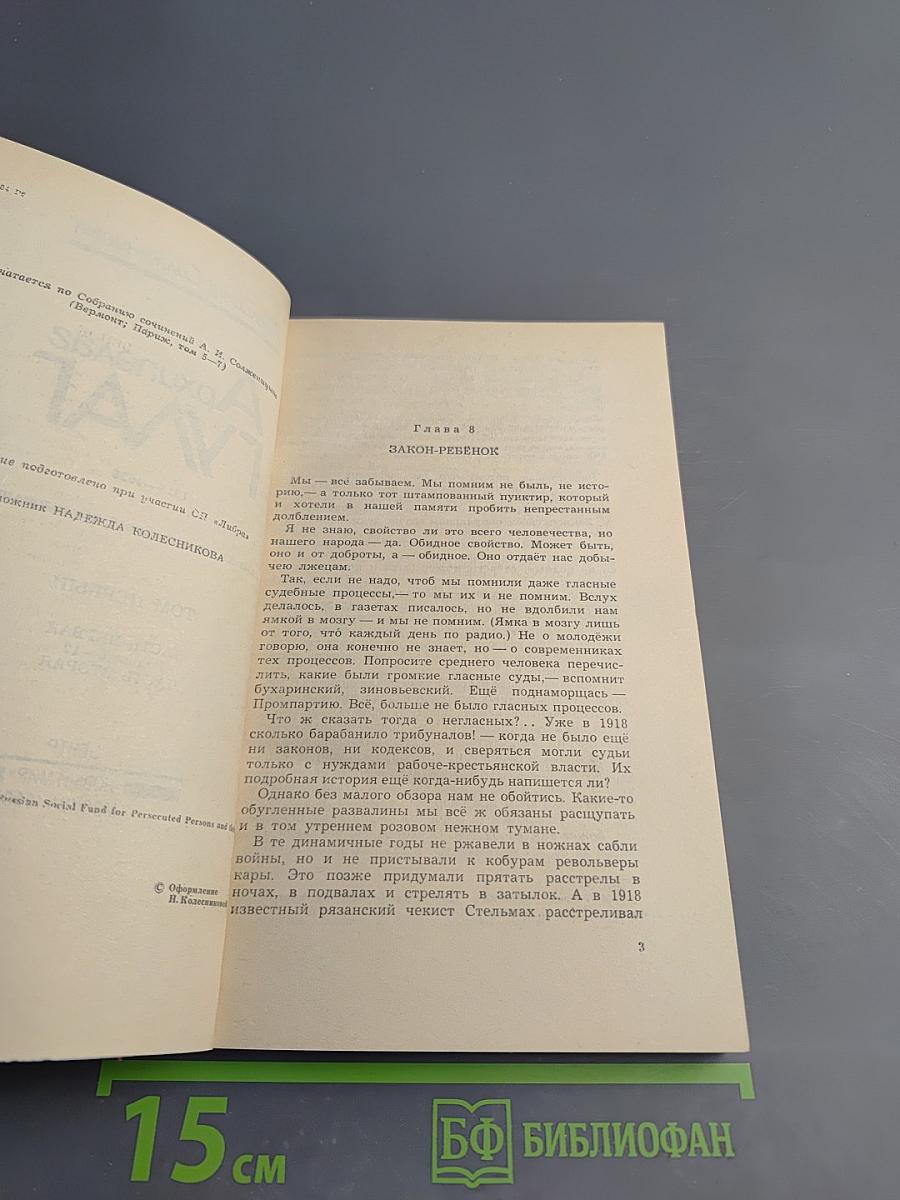 чатается по Собранию сочинений А. И. Солженицына
(Вермонт; Париж, том 5—7)
ие подготовлено при участии СП «Либра»
ожник НАДЕЖДА КОЛЕСНИКОВА
Russian Social Fund for Persecuted Persons and
© Оформление
Н. Колесниковой
Глава 8
ЗАКОН-РЕБЁНОК
Мы — всё забываем. Мы помним не быль, не исто-
рию,— а только тот штампованный пунктир, который
и хотели в нашей памяти пробить непрестанным
долблением.
Я не знаю, свойство ли это всего человечества, но
нашего народа — да. Обидное свойство. Может быть,
оно и от доброты, а — обидное. Оно отдаёт нас добы-
чею лжецам.
Так, если не надо, чтоб мы помнили даже гласные
судебные процессы,— то мы их и не помним. Вслух
делалось, в газетах писалось, но не вдолбили нам
ямкой в мозгу — и мы не помним. (Ямка в мозгу лишь
от того, что́ каждый день по радио.) Не о молодёжи
говорю, она конечно не знает, но — о современниках
тех процессов. Попросите среднего человека перечис-
лить, какие были громкие гласные суды,— вспомнит
бухаринский, зиновьевский. Ещё поднаморщась —
Промпартию. Всё, больше не было гласных процессов.
Что ж сказать тогда о негласных?.. Уже в 1918
сколько барабанило трибуналов! — когда не было ещё
ни законов, ни кодексов, и сверяться могли судьи
только с нуждами рабоче-крестьянской власти. Их
подробная история ещё когда-нибудь напишется ли?
Однако без малого обзора нам не обойтись. Какие-то
обугленные развалины мы всё ж обязаны расщупать
и в том утреннем розовом нежном тумане.
В те динамичные годы не ржавели в ножнах сабли
войны, но и не пристывали к кобурам револьверы
кары. Это позже придумали прятать расстрелы в
ночах, в подвалах и стрелять в затылок. А в 1918
известный рязанский чекист Стельмах расстреливал
3
15 см
БФ БИБЛИОФАН